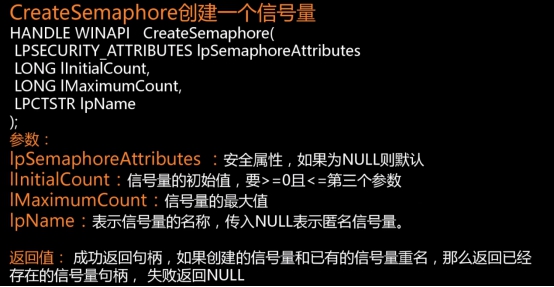 CreateSemaphore创建一个信号量
HANDLE WINAPI CreateSemaphore(
LPSECURITY_ATTRIBUTES lpSemaphoreAttributes
LONG lInitialCount,
LONG lMaximumCount,
LPCTSTR lpName
);
参数：
lpSemaphoreAttributes ：安全属性，如果为NULL则默认
lInitialCount：信号量的初始值，要>=0且<=第三个参数
lMaximumCount：信号量的最大值
lpName：表示信号量的名称，传入NULL表示匿名信号量。
返回值： 成功返回句柄，如果创建的信号量和已有的信号量重名，那么返回已经
存在的信号量句柄， 失败返回NULL